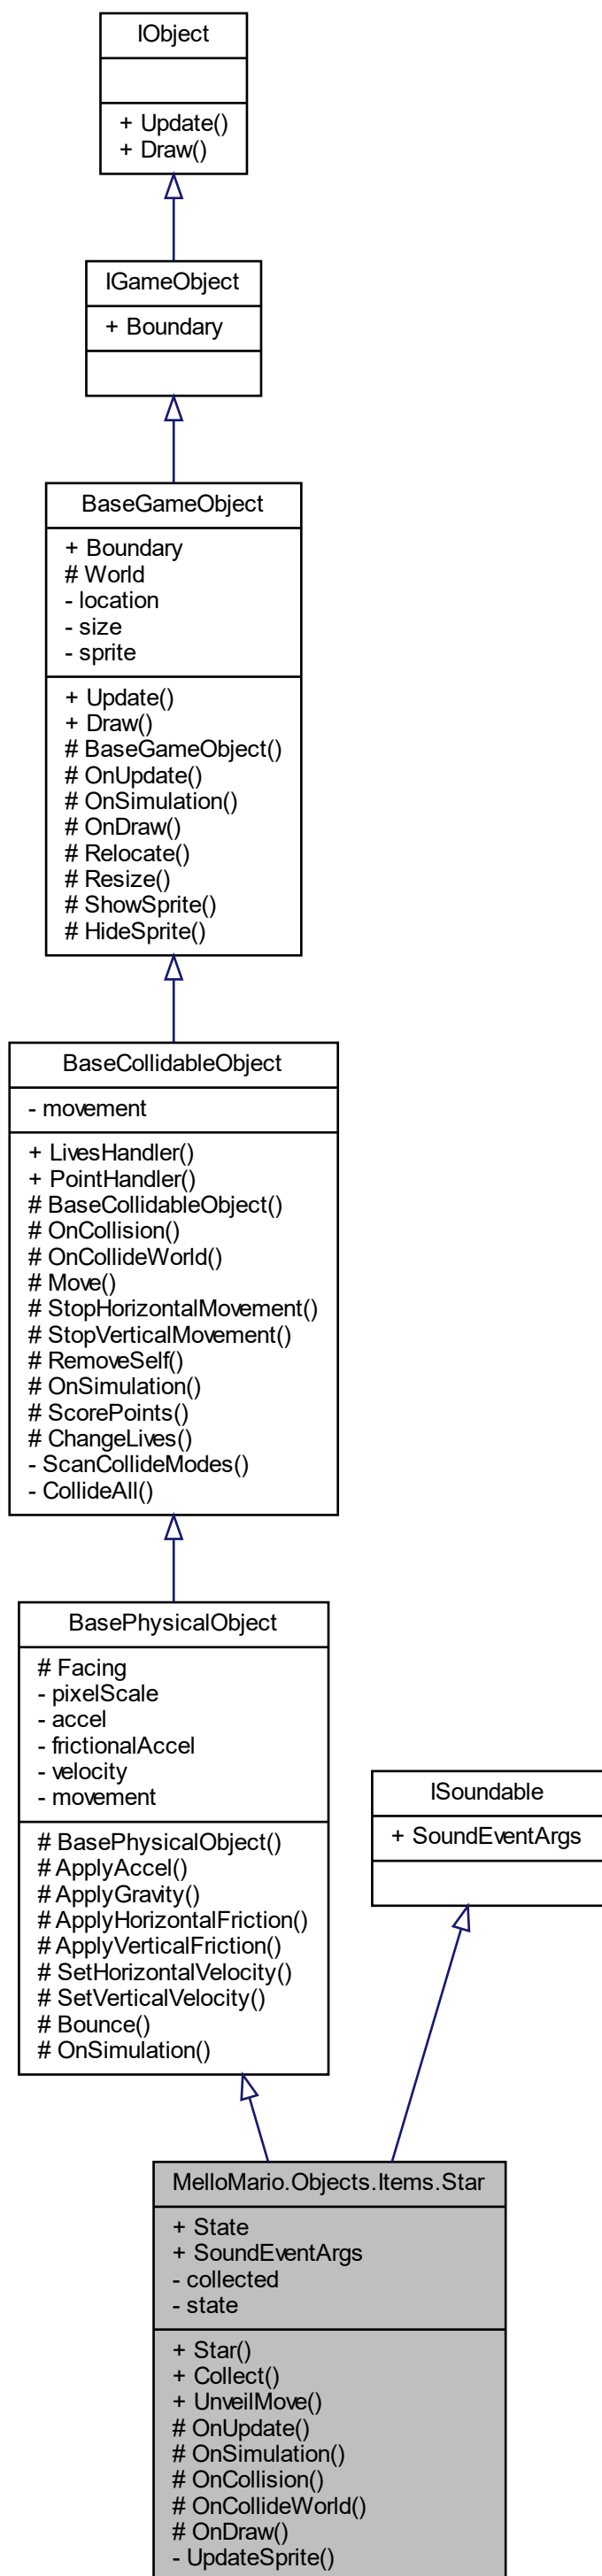 IObject
+ Update()
+ Draw()
IGameObject
+ Boundary
BaseGameObject
+ Boundary
# World
- location
- size
- sprite
+ Update()
+ Draw()
# BaseGameObject()
# OnUpdate()
# OnSimulation()
# OnDraw()
# Relocate()
# Resize()
# ShowSprite()
# HideSprite()
BaseCollidableObject
- movement
+ LivesHandler()
+ PointHandler()
# BaseCollidableObject()
# OnCollision()
# OnCollideWorld()
# Move()
# StopHorizontalMovement()
# StopVerticalMovement()
# RemoveSelf()
# OnSimulation()
# ScorePoints()
# ChangeLives()
- ScanCollideModes()
- CollideAll()
BasePhysicalObject
# Facing
- pixelScale
- accel
- frictionalAccel
- velocity
- movement
# BasePhysicalObject()
# ApplyAccel()
# ApplyGravity()
# ApplyHorizontalFriction()
# ApplyVerticalFriction()
# SetHorizontalVelocity()
# SetVerticalVelocity()
# Bounce()
# OnSimulation()
ISoundable
+ SoundEventArgs
MelloMario.Objects.Items.Star
+ State
+ SoundEventArgs
- collected
- state
+ Star()
+ Collect()
+ UnveilMove()
# OnUpdate()
# OnSimulation()
# OnCollision()
# OnCollideWorld()
# OnDraw()
- UpdateSprite()